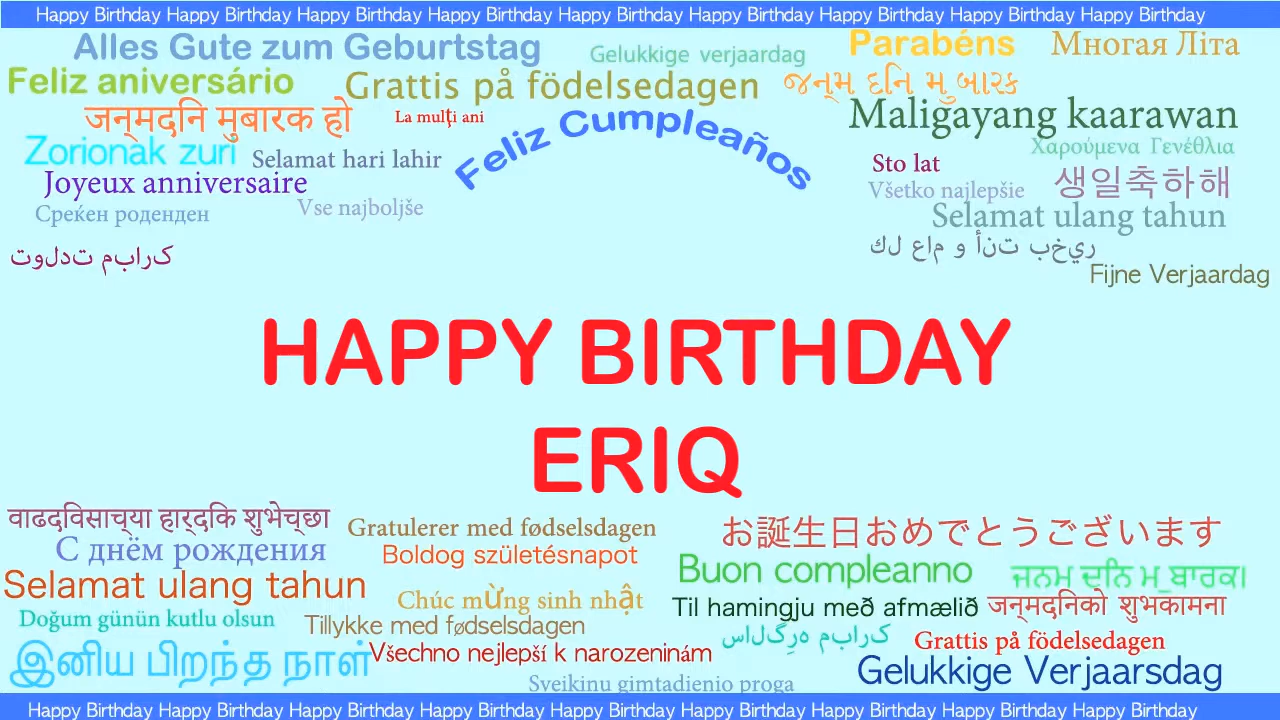 Happy Birthday Happy Birthday Happy Birthday Happy Birthday Happy Birthday Happy Birthday Happy Birthday Happy Birthday Happy Birthday
Alles Gute zum Geburtstag
Gelukkige verjaardag
Parabéns
Многая Літа
Feliz aniversário
Grattis på födelsedagen
જન્મ દિન મુબારક
जन्मदिन मुबारक हो
La mulţi ani
Feliz Cumpleaños
Maligayang kaarawan
Zorionak zuri
Selamat hari lahir
Sto lat
Χαρούμενα Γενέθλια
Joyeux anniversaire
Všetko najlepšie
생일축하해
Среќен роденден
Vse najboljše
Selamat ulang tahun
تولدت مبارک
كل عام و أنت بخير
Fijne Verjaardag
HAPPY BIRTHDAY
ERIQ
वाढदिवसाच्या हार्दिक शुभेच्छा
Gratulerer med fødselsdagen
お誕生日おめでとうございます
С днём рождения
Boldog születésnapot
Buon compleanno
ਜਨਮ ਦਿਨ ਮੁਬਾਰਕ।
Selamat ulang tahun
Chúc mừng sinh nhật
Til hamingju með afmælið
जन्मदिनको शुभकामना
Doğum günün kutlu olsun
Tillykke med fødselsdagen
سالگرہ مبارک
Grattis på födelsedagen
இனிய பிறந்த நாள்
Všechno nejlepší k narozeninám
Gelukkige Verjaarsdag
Sveikinu gimtadienio proga
Happy Birthday Happy Birthday Happy Birthday Happy Birthday Happy Birthday Happy Birthday Happy Birthday Happy Birthday Happy Birthday